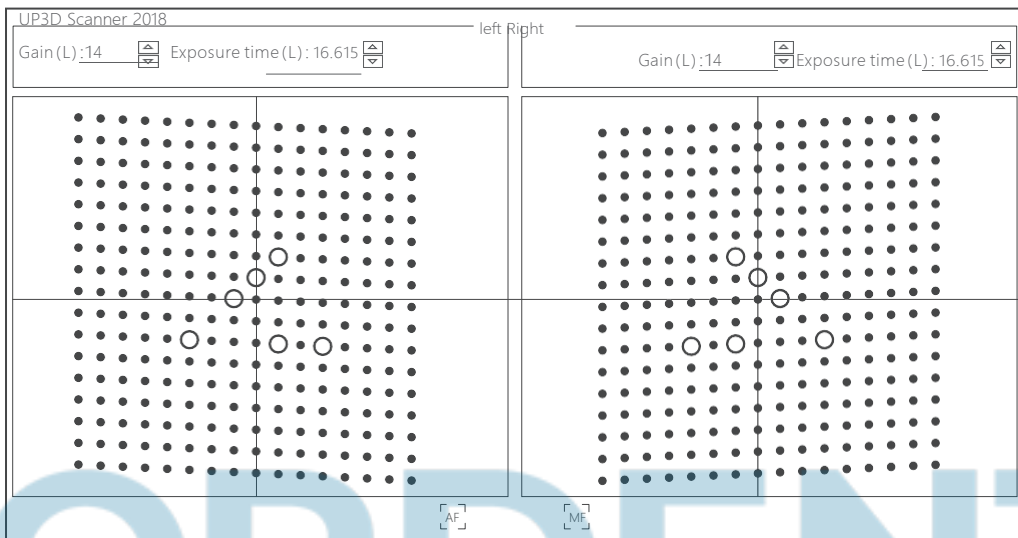 UP3D Scanner 2018
left Right
Gain (L) :14 Exposure time (L) : 16.615
Gain (L) :14 Exposure time (L) : 16.615
AF MF